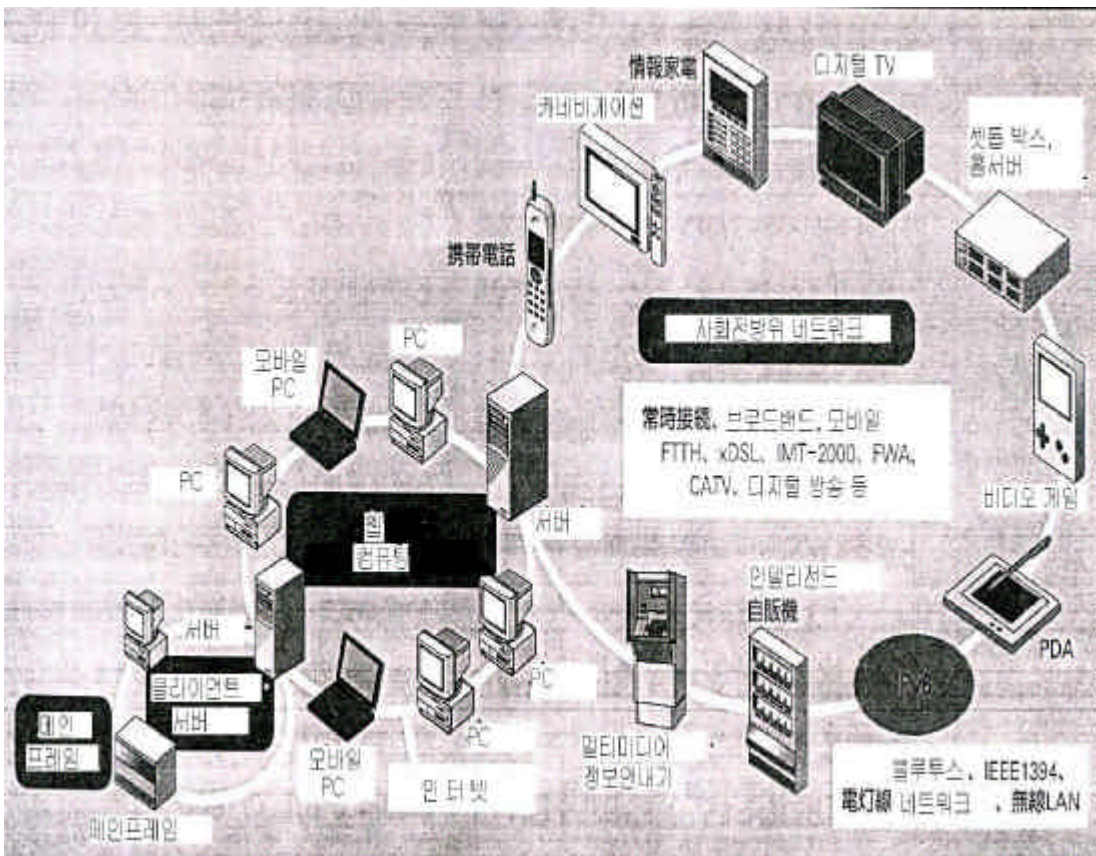 情報家電
디지털 TV
카네비게이션
셋톱 박스,
홈서버
携帯電話
사회전방위 네트워크
PC
모바일
PC
常時接続、브로드밴드, 모바일
FTTH、xDSL、IMT-2000、FWA、
CATV、디지털 방송 등
PC
비디오 게임
서버
웹
컴퓨팅
인텔리전트
自販機
서버
PDA
클라이언트
서버
PC
IPv6
메인
프레임
PC
멀티미디어
정보안내기
모바일
PC
인터넷
블루투스、IEEE1394、
電灯線 네트워크 、無線LAN
메인프레임